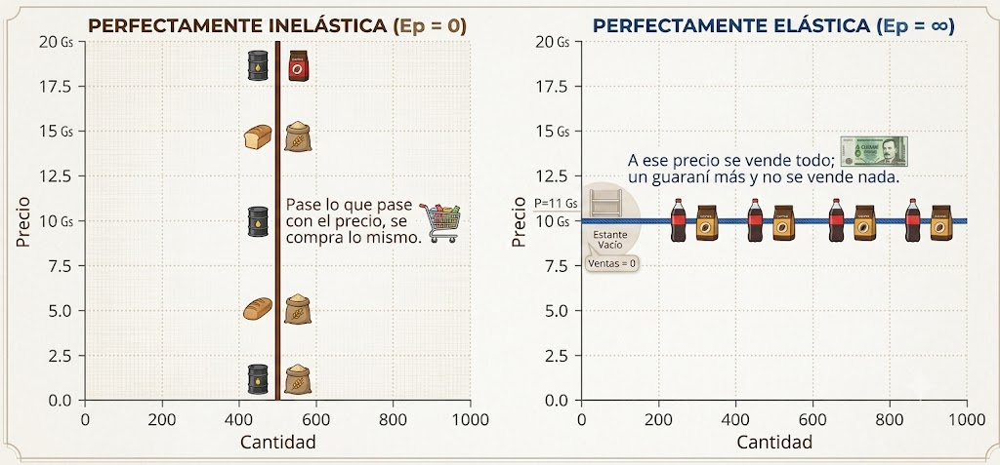 PERFECTAMENTE INELÁSTICA (Ep = 0)
20 Gs
17.5
15 Gs
12.5
10 Gs
7.5
5.0
2.5
0.0
Precio
Pase lo que pase
con el precio, se
compra lo mismo.
0
200
400
600
800
1000
Cantidad
PERFECTAMENTE ELÁSTICA (Ep = ∞)
20 Gs
17.5
15 Gs
12.5
P=11 Gs
10 Gs
7.5
5.0
2.5
0.0
Precio
A ese precio se vende todo;
un guaraní más y no se vende nada.
Estante
Vacío
Ventas = 0
0
200
400
600
800
1000
Cantidad